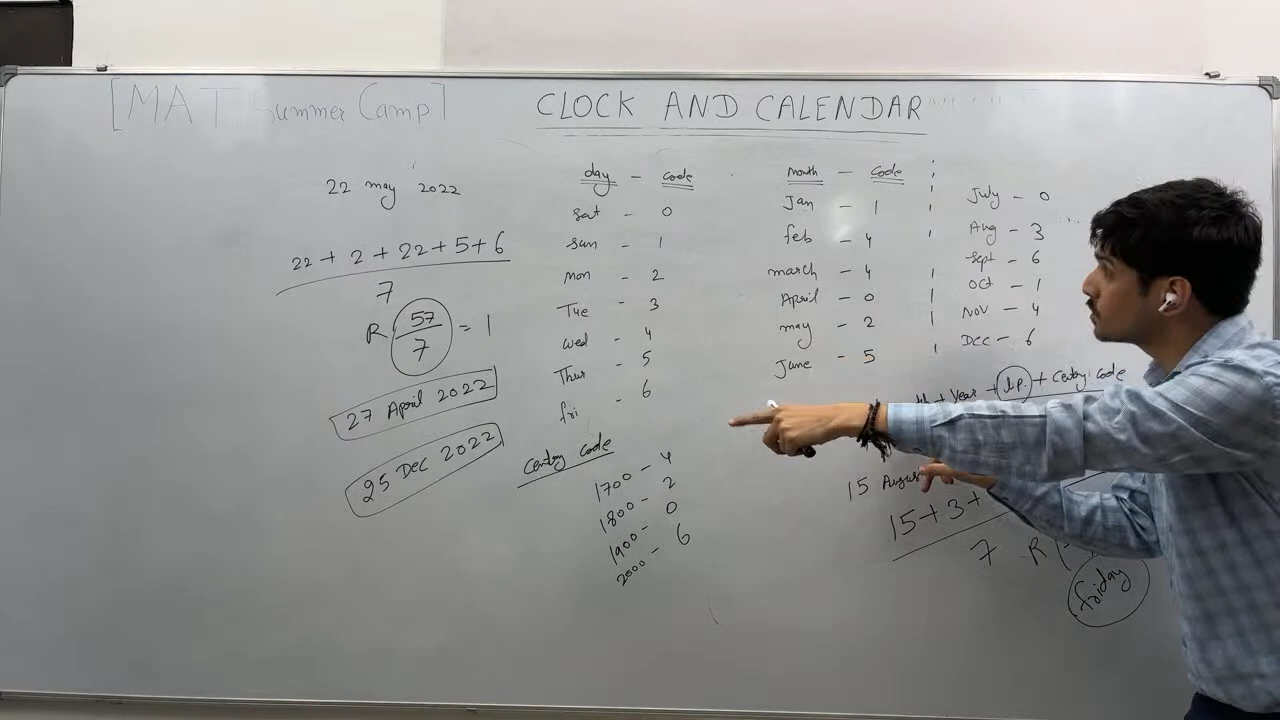 [MAT Summer Camp]
CLOCK AND CALENDAR
22 may 2022
22 + 2 + 22 + 5 + 6
7
R 57/7 = 1
27 April 2022
25 Dec 2022
day - code
sat - 0
sun - 1
mon - 2
Tue - 3
wed - 4
Thur - 5
fri - 6
Centry Code
1700 - 4
1800 - 2
1900 - 0
2000 - 6
month - Code
Jan - 1
feb - 4
march - 4
April - 0
may - 2
June - 5
July - 0
Aug - 3
Sept - 6
Oct - 1
Nov - 4
Dec - 6
+ Year + l.p. + Centry code
15
15 + 3 +
7 R
friday